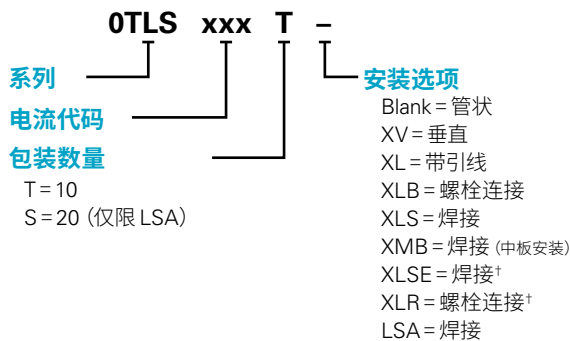 0TLS xxx T –
系列
电流代码
包装数量
T = 10
S = 20（仅限 LSA）
安装选项
Blank = 管状
XV = 垂直
XL = 带引线
XLB = 螺栓连接
XLS = 焊接
XMB = 焊接 (中板安装)
XLSE = 焊接†
XLR = 螺栓连接†
LSA = 焊接